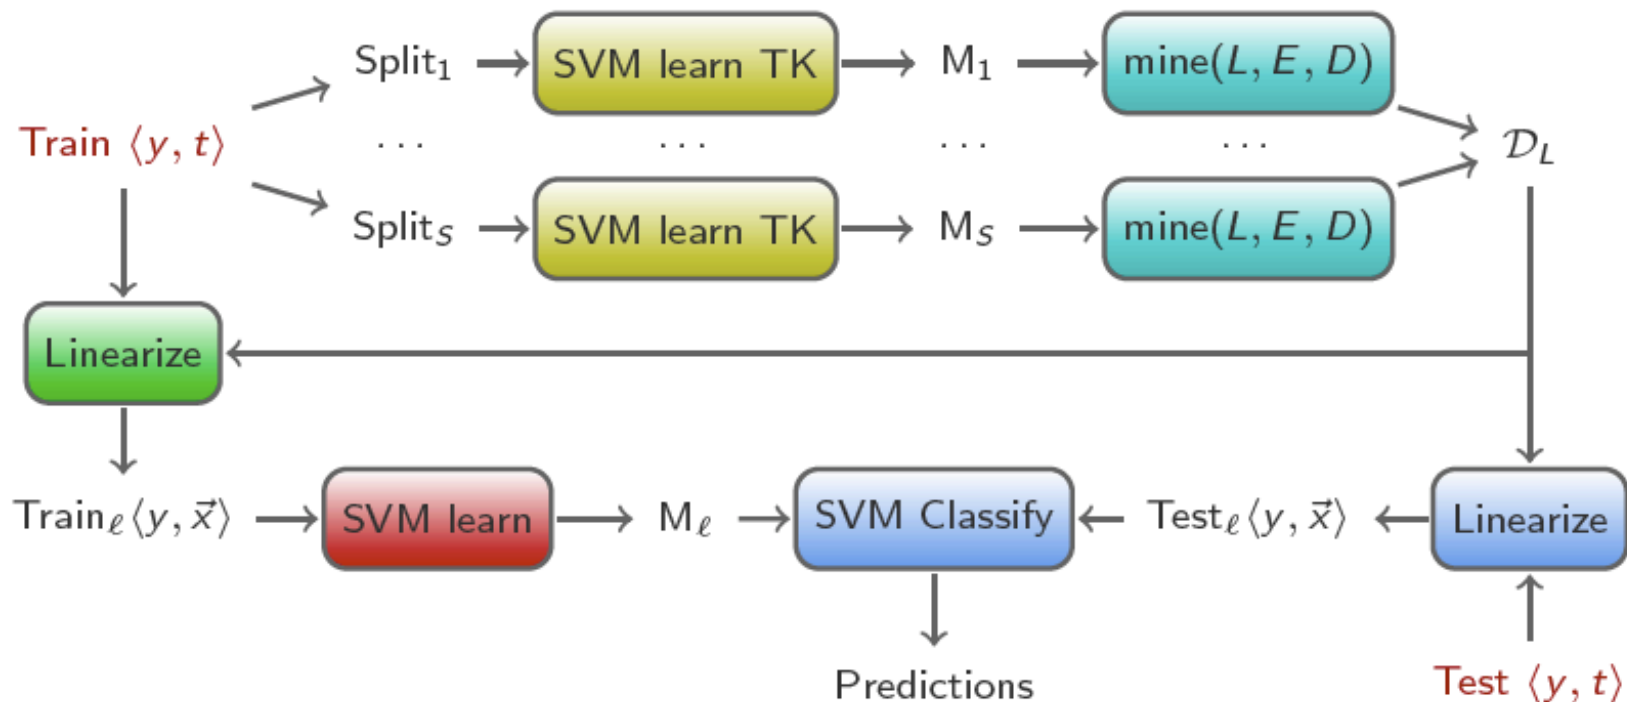 Split₁ SVM learn TK M₁ mine(L, E, D)
Train ⟨y, t⟩ ... ... ... ... 𝒟_L
Split_S SVM learn TK M_S mine(L, E, D)
Linearize
Train_ℓ⟨y, x⃗⟩ SVM learn M_ℓ SVM Classify Test_ℓ⟨y, x⃗⟩ Linearize
Predictions Test ⟨y, t⟩